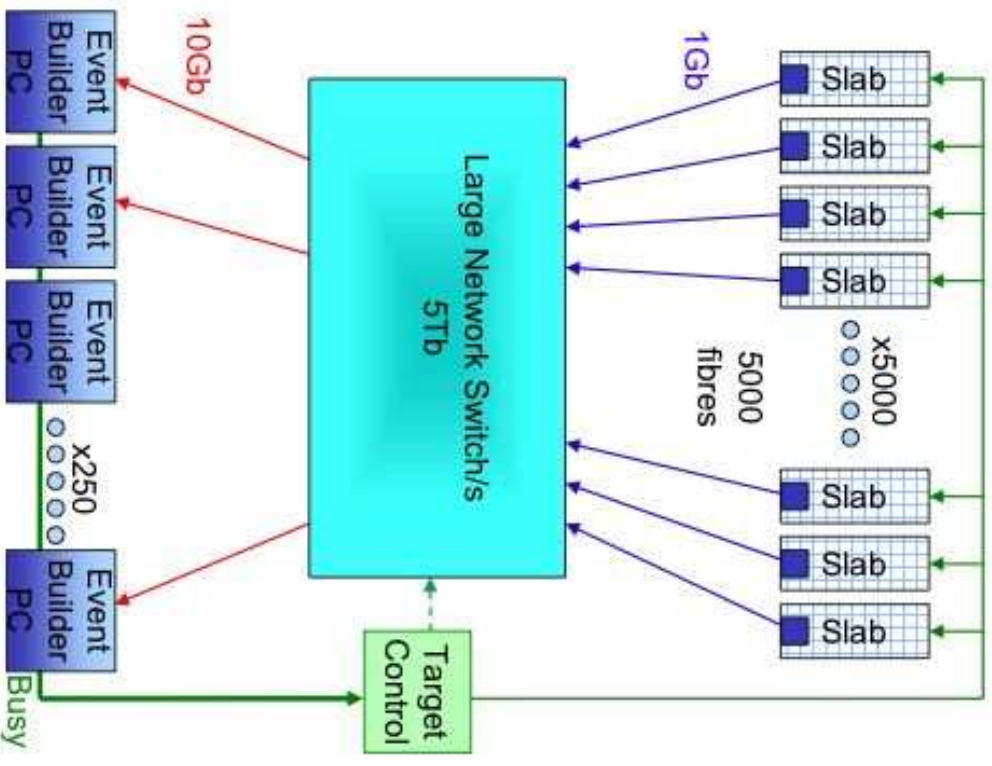 Slab
Slab
Slab
Slab
x5000
Slab
Slab
Slab
5000
fibres
1Gb
Large Network Switch/s
5Tb
Target
Control
10Gb
Event
Builder
PC
Event
Builder
PC
Event
Builder
PC
x250
Event
Builder
PC
Busy